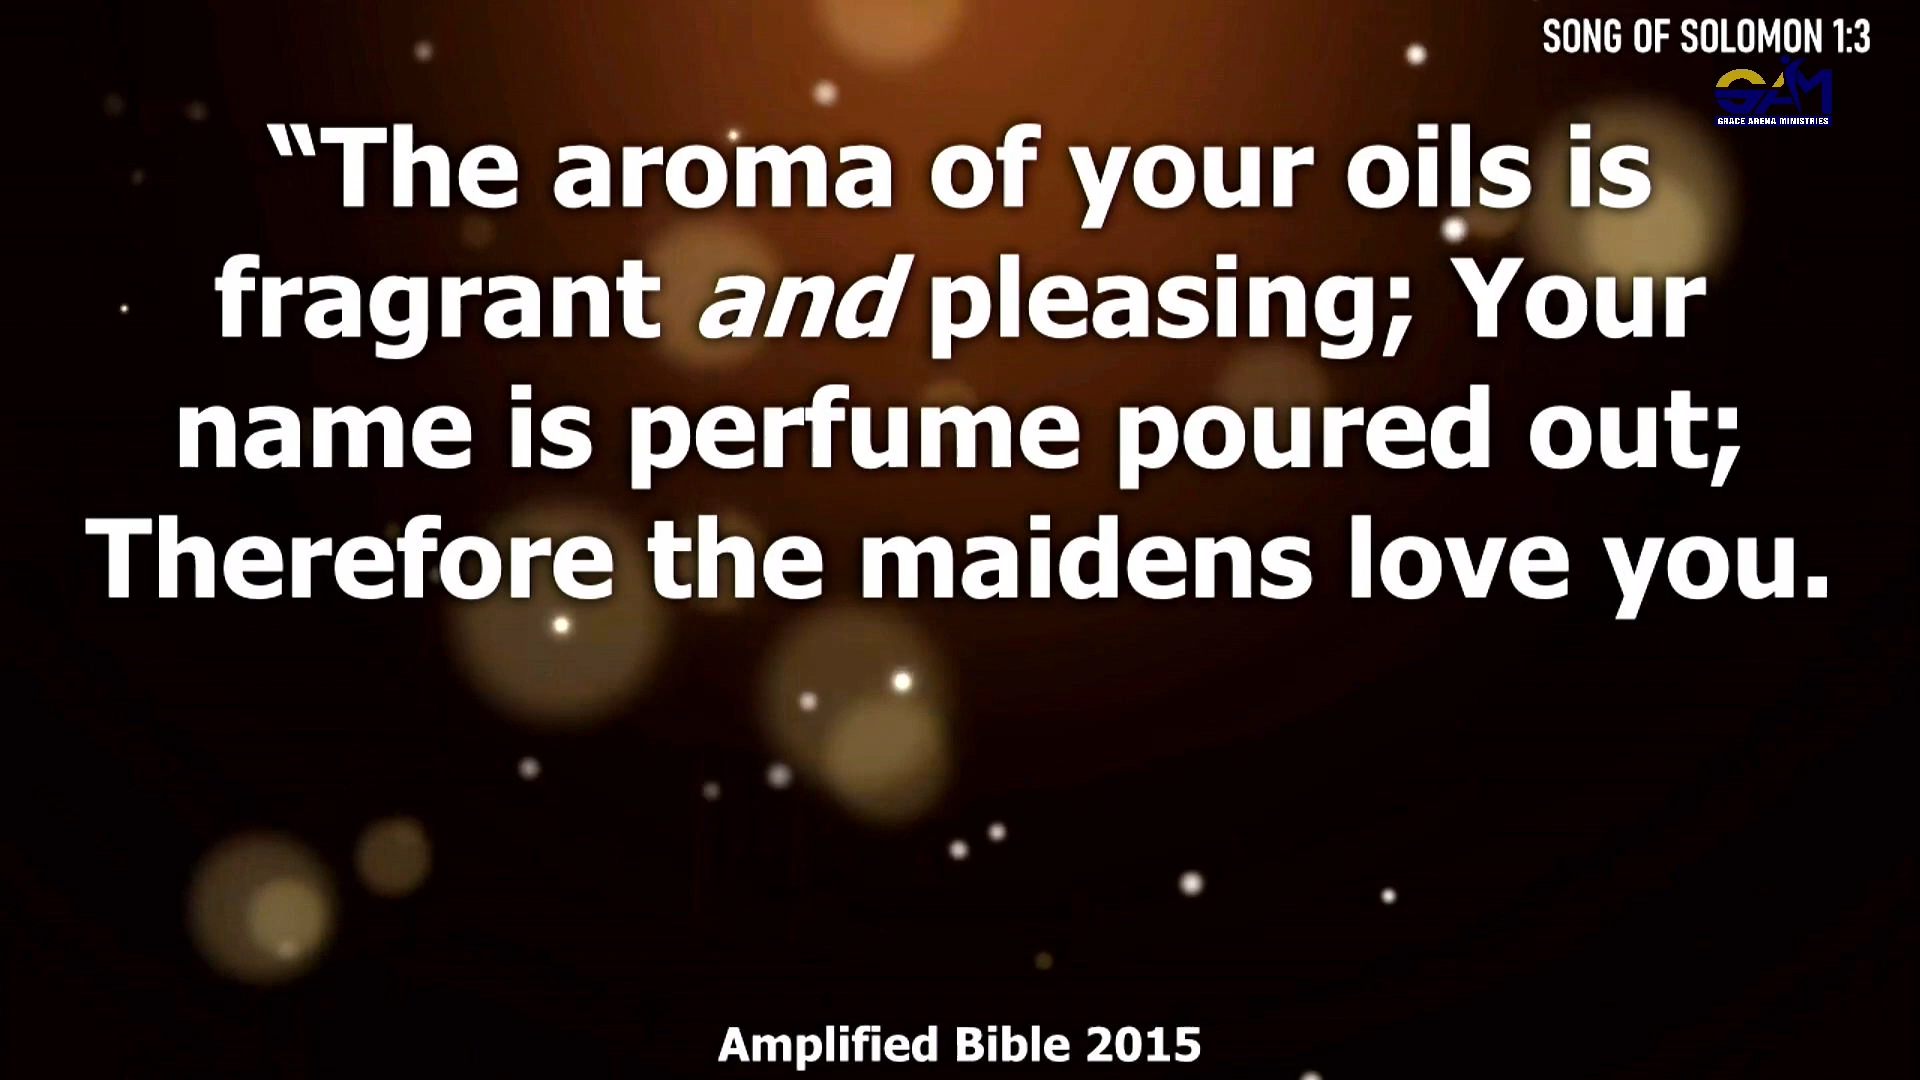 SONG OF SOLOMON 1:3
GAM
GRACE ARENA MINISTRIES
“The aroma of your oils is
fragrant and pleasing; Your
name is perfume poured out;
Therefore the maidens love you.
Amplified Bible 2015